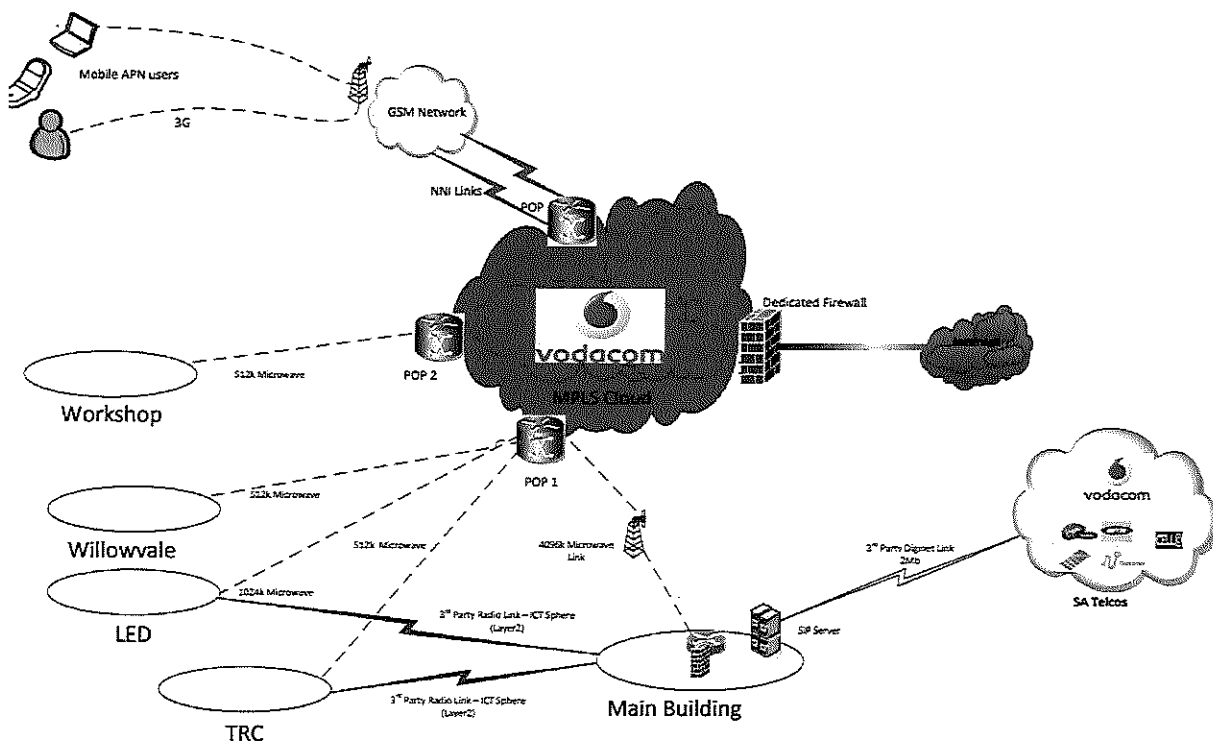 Mobile APN users
3G
GSM Network
NNI Links
POP
Dedicated Firewall
vodacom
MPLS Cloud
POP 2
512k Microwave
Workshop
POP 1
512k Microwave
Willowvale
512k Microwave
4096k Microwave
Link
1024k Microwave
LED
3rd Party Radio Link – ICT Sphere
(Layer2)
3rd Party Radio Link – ICT Sphere
(Layer2)
TRC
Main Building
SIP Server
3rd Party Diginet Link
2Mb
vodacom
SA Telcos